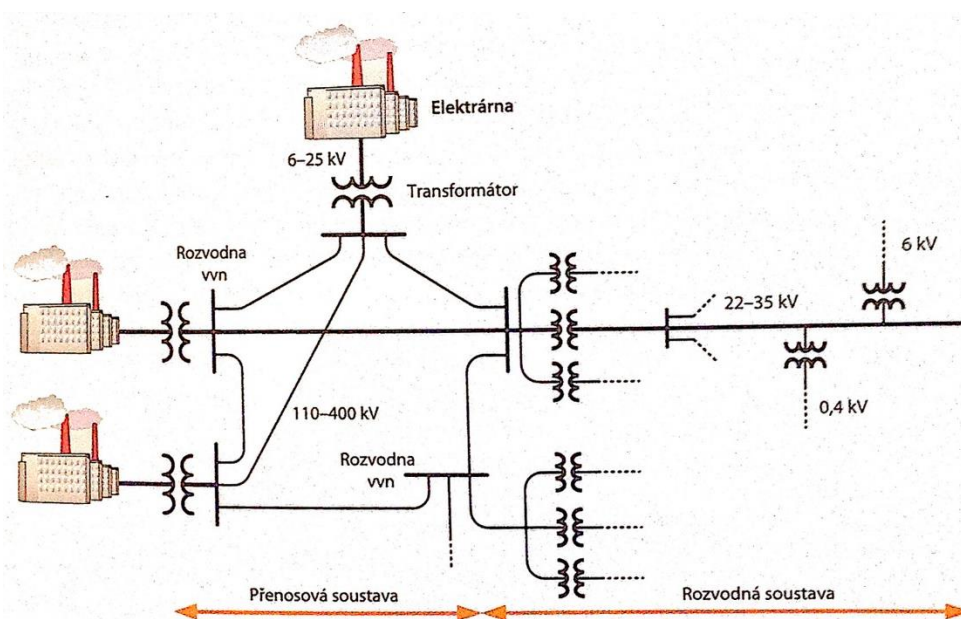 Elektrárna
6–25 kV
Transformátor
Rozvodna
vvn
6 kV
22–35 kV
110–400 kV
0,4 kV
Rozvodna
vvn
Přenosová soustava
Rozvodná soustava